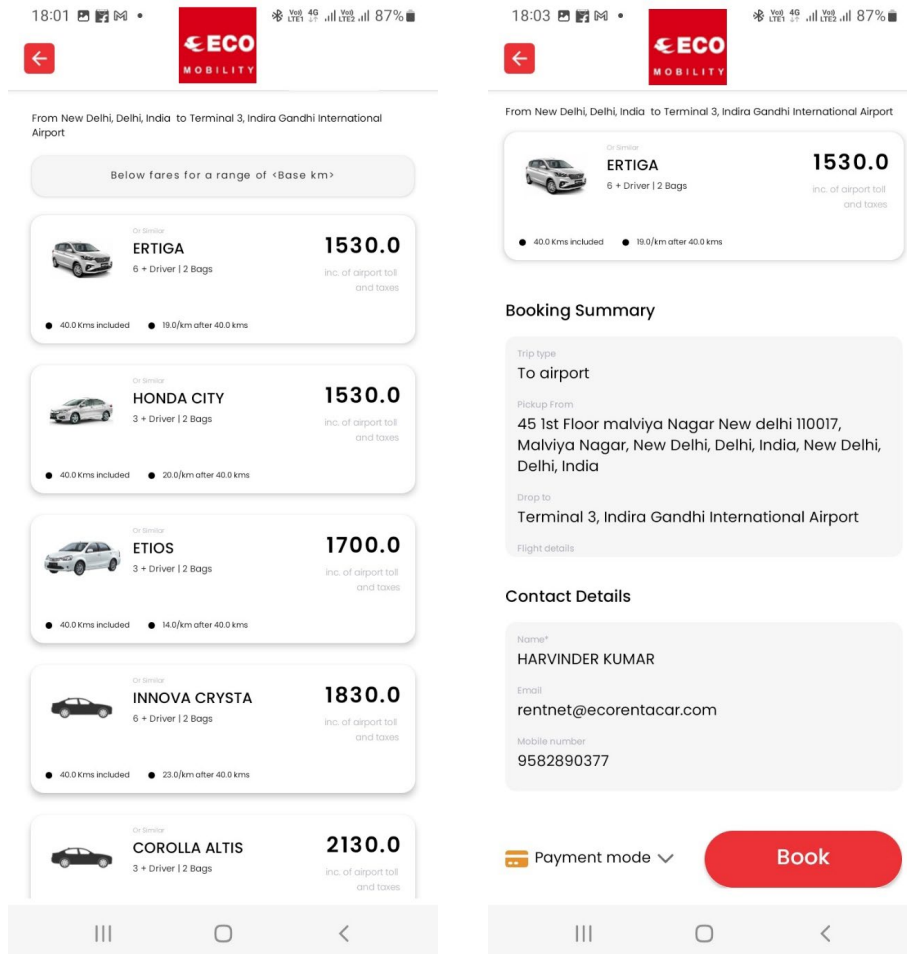 18:01
VoO LTE1 4G VoO LTE2 87%
ECO
MOBILITY
From New Delhi, Delhi, India to Terminal 3, Indira Gandhi International
Airport
Below fares for a range of <Base km>
Or Similar
ERTIGA
1530.0
6 + Driver | 2 Bags
inc. of airport toll
and taxes
40.0 Kms included
19.0/km after 40.0 kms
Or Similar
HONDA CITY
1530.0
3 + Driver | 2 Bags
inc. of airport toll
and taxes
40.0 Kms included
20.0/km after 40.0 kms
Or Similar
ETIOS
1700.0
3 + Driver | 2 Bags
inc. of airport toll
and taxes
40.0 Kms included
14.0/km after 40.0 kms
Or Similar
INNOVA CRYSTA
1830.0
6 + Driver | 2 Bags
inc. of airport toll
and taxes
40.0 Kms included
23.0/km after 40.0 kms
Or Similar
COROLLA ALTIS
2130.0
3 + Driver | 2 Bags
inc. of airport toll
and taxes
18:03
VoO LTE1 4G VoO LTE2 87%
ECO
MOBILITY
From New Delhi, Delhi, India to Terminal 3, Indira Gandhi International Airport
Or Similar
ERTIGA
1530.0
6 + Driver | 2 Bags
inc. of airport toll
and taxes
40.0 Kms included
19.0/km after 40.0 kms
Booking Summary
Trip type
To airport
Pickup From
45 1st Floor malviya Nagar New delhi 110017,
Malviya Nagar, New Delhi, Delhi, India, New Delhi,
Delhi, India
Drop to
Terminal 3, Indira Gandhi International Airport
Flight details
Contact Details
Name*
HARVINDER KUMAR
Email
rentnet@ecorentacar.com
Mobile number
9582890377
Payment mode
Book